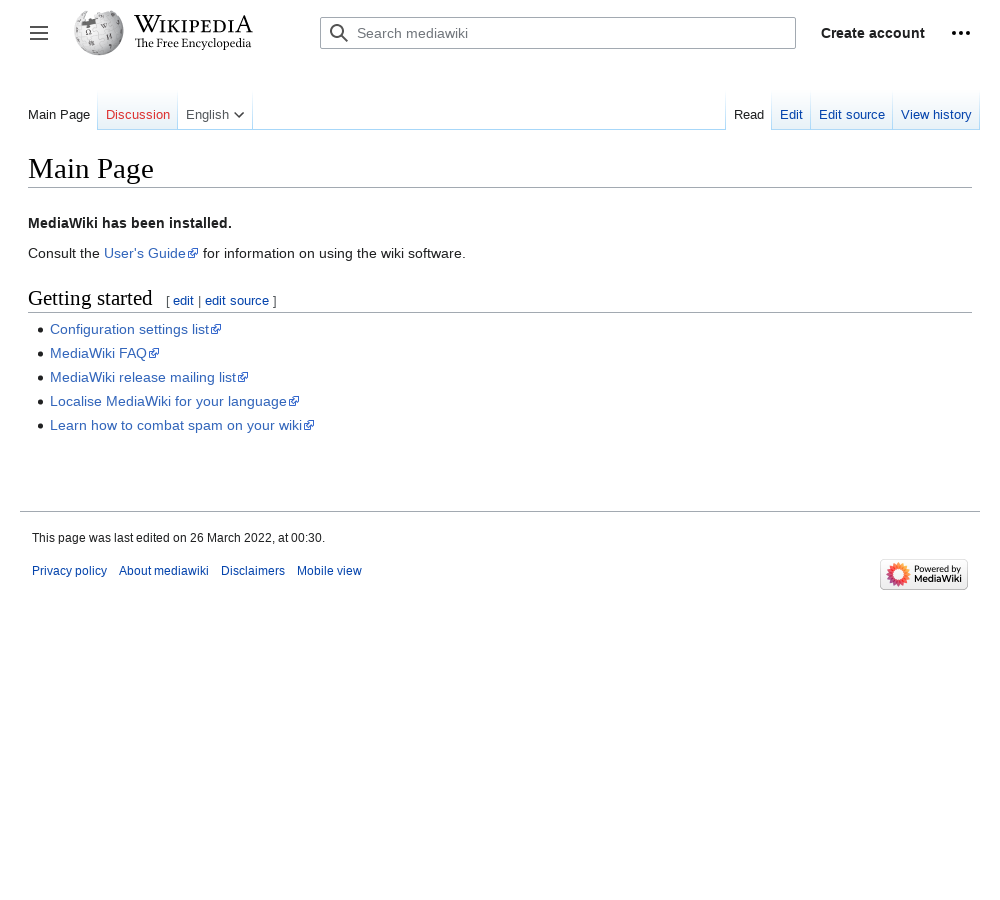 WIKIPEDIA
The Free Encyclopedia
Search mediawiki
Create account
Main Page
Discussion
English
Read
Edit
Edit source
View history
Main Page
MediaWiki has been installed.
Consult the User's Guide for information on using the wiki software.
Getting started [ edit | edit source ]
Configuration settings list
MediaWiki FAQ
MediaWiki release mailing list
Localise MediaWiki for your language
Learn how to combat spam on your wiki
This page was last edited on 26 March 2022, at 00:30.
Privacy policy
About mediawiki
Disclaimers
Mobile view
Powered by
MediaWiki